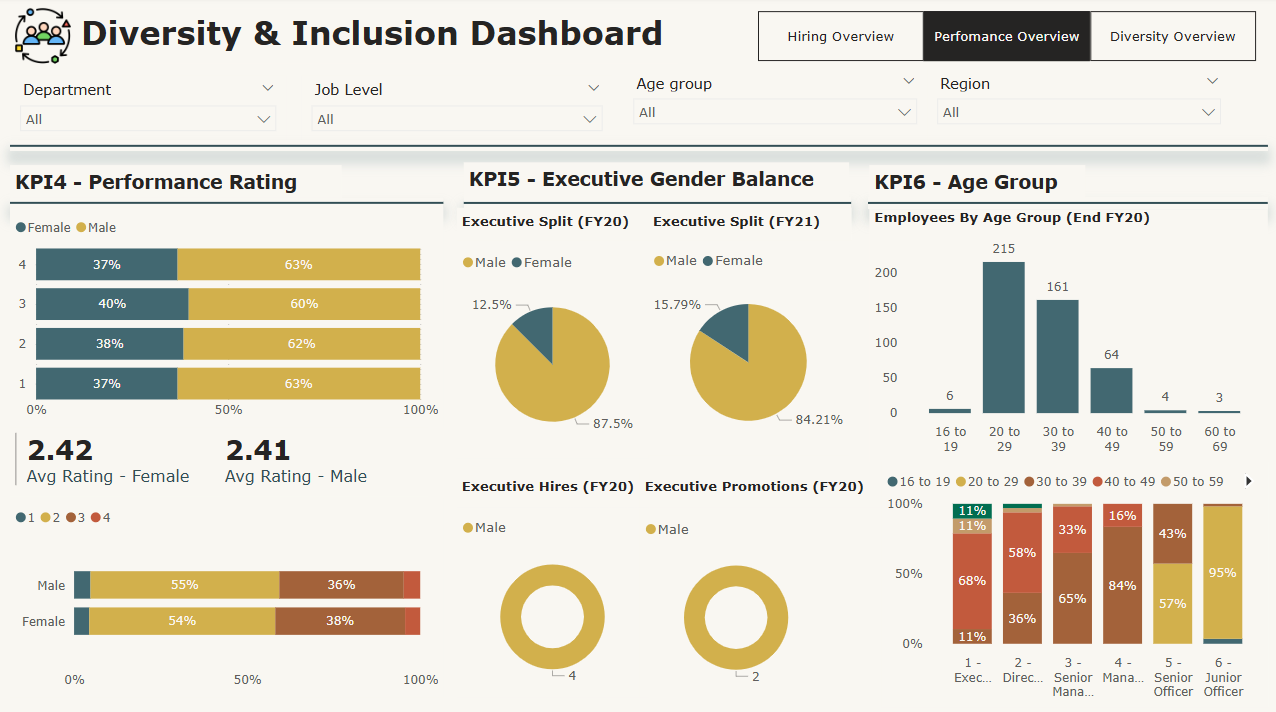 Diversity & Inclusion Dashboard
Hiring Overview
Perfomance Overview
Diversity Overview
Department
All
Job Level
All
Age group
All
Region
All
KPI4 - Performance Rating
Female Male
4 37% 63%
3 40% 60%
2 38% 62%
1 37% 63%
0% 50% 100%
2.42
Avg Rating - Female
2.41
Avg Rating - Male
1 2 3 4
Male 55% 36%
Female 54% 38%
0% 50% 100%
KPI5 - Executive Gender Balance
Executive Split (FY20)
Male Female
12.5%
87.5%
Executive Split (FY21)
Male Female
15.79%
84.21%
Executive Hires (FY20)
Male
4
Executive Promotions (FY20)
Male
2
KPI6 - Age Group
Employees By Age Group (End FY20)
200
150
100
50
0
6
215
161
64
4
3
16 to
19
20 to
29
30 to
39
40 to
49
50 to
59
60 to
69
16 to 19 20 to 29 30 to 39 40 to 49 50 to 59
100%
50%
0%
11%
11%
68%
11%
58%
36%
33%
65%
16%
84%
43%
57%
95%
1 -
Exec...
2 -
Direc...
3 -
Senior
Mana...
4 -
Mana...
5 -
Senior
Officer
6 -
Junior
Officer